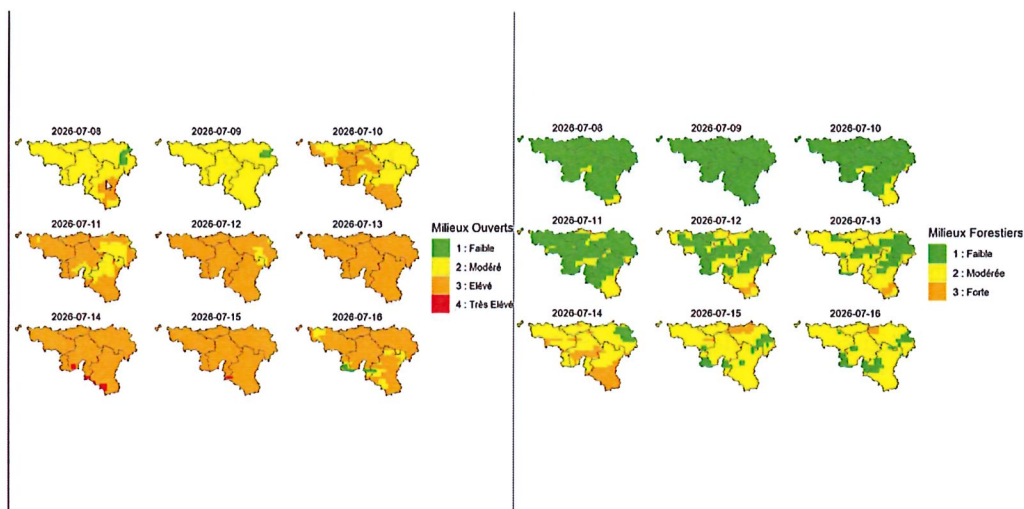 2026-07-08
2026-07-09
2026-07-10
2026-07-11
2026-07-12
2026-07-13
2026-07-14
2026-07-15
2026-07-16
Milieux Ouverts
1 : Faible
2 : Modéré
3 : Elévé
4 : Très Elévé
2026-07-08
2026-07-09
2026-07-10
2026-07-11
2026-07-12
2026-07-13
2026-07-14
2026-07-15
2026-07-16
Milieux Forestiers
1 : Faible
2 : Modérée
3 : Forte